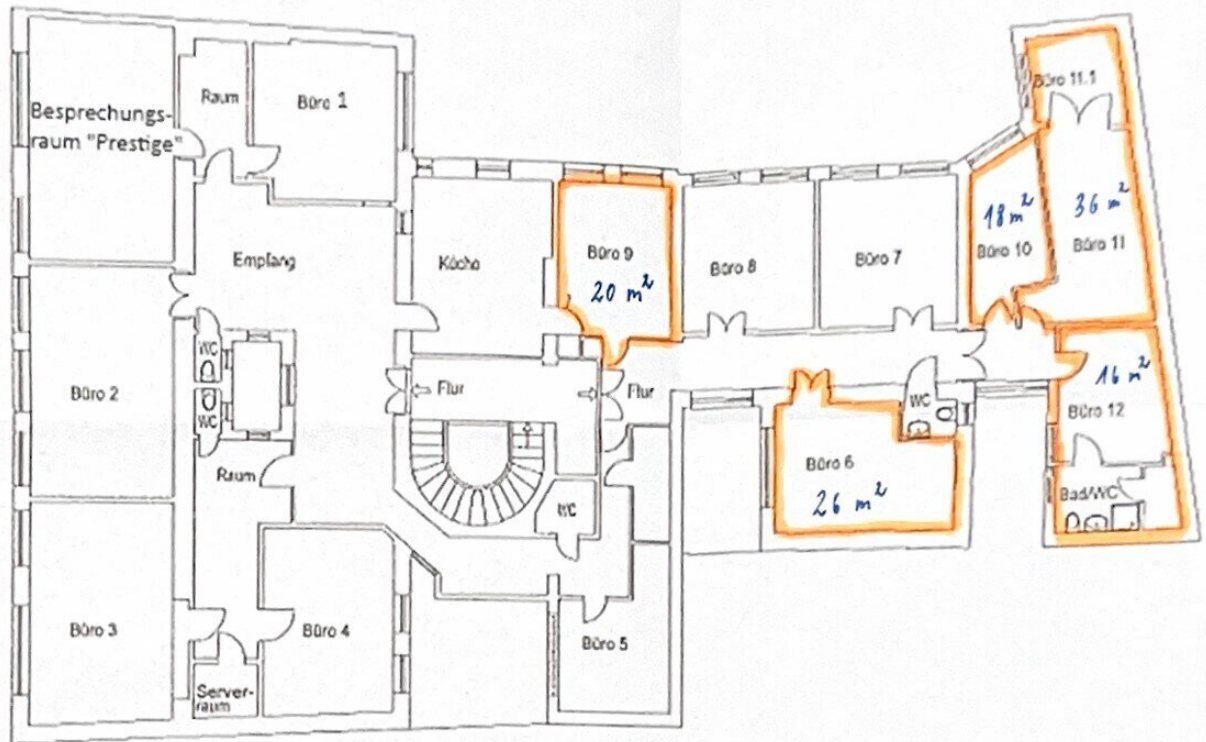 Besprechungs-
raum "Prestige"
Raum
Büro 1
Büro 11.1
Empfang
Küche
Büro 9
20 m²
Büro 8
Büro 7
18 m²
Büro 10
36 m²
Büro 11
WC
WC
Büro 2
Flur
Flur
WC
16 m²
Büro 12
Raum
Büro 6
26 m²
Bad/WC
WC
Büro 3
Büro 4
Büro 5
Server-
raum